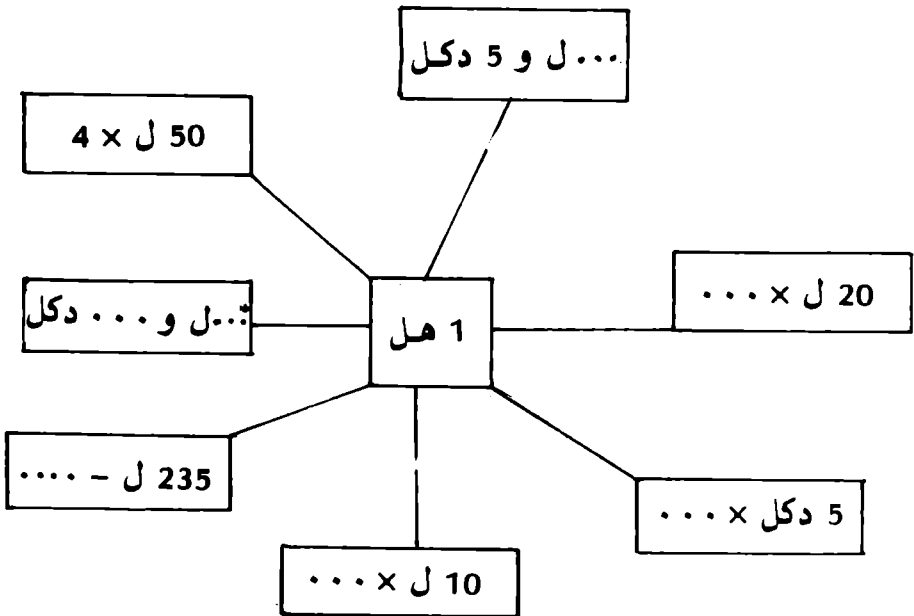 ...ل و 5 دكل
50 ل × 4
20 ل × ...
...ل و ... دكل
1 هل
235 ل - ....
5 دكل × ...
10 ل × ...